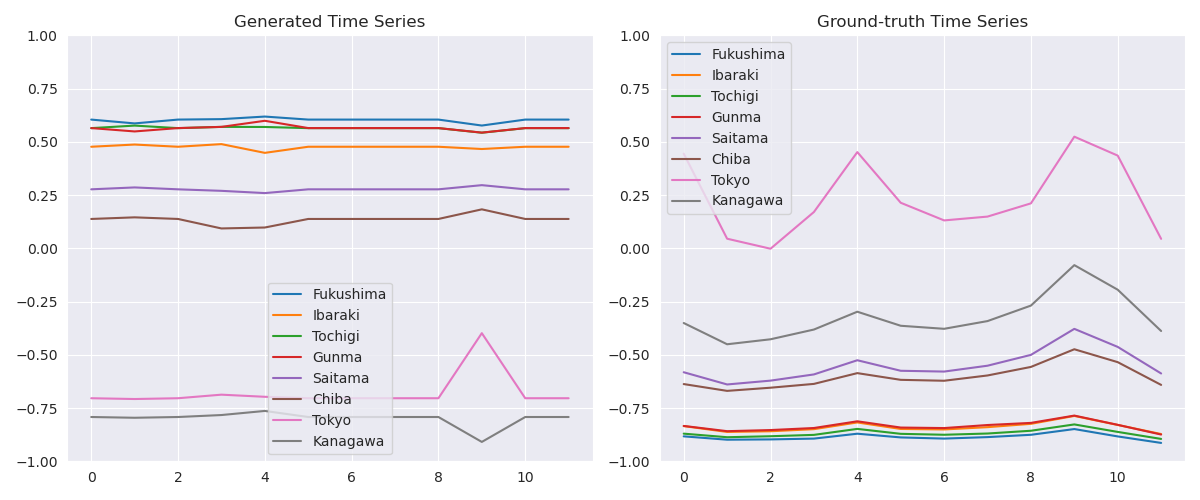 Generated Time Series
1.00
0.75
0.50
0.25
0.00
−0.25
−0.50
−0.75
−1.00
0 2 4 6 8 10
Fukushima
Ibaraki
Tochigi
Gunma
Saitama
Chiba
Tokyo
Kanagawa
Ground-truth Time Series
1.00
0.75
0.50
0.25
0.00
−0.25
−0.50
−0.75
−1.00
0 2 4 6 8 10
Fukushima
Ibaraki
Tochigi
Gunma
Saitama
Chiba
Tokyo
Kanagawa